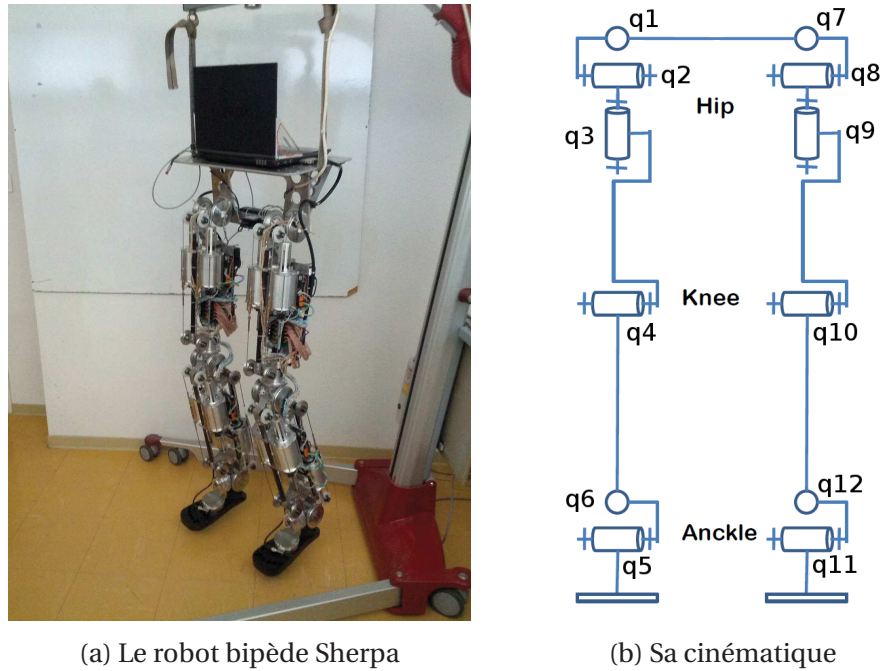 q1
q7
q2
q8
Hip
q3
q9
Knee
q4
q10
q6
q12
Anckle
q5
q11
(a) Le robot bipède Sherpa
(b) Sa cinématique